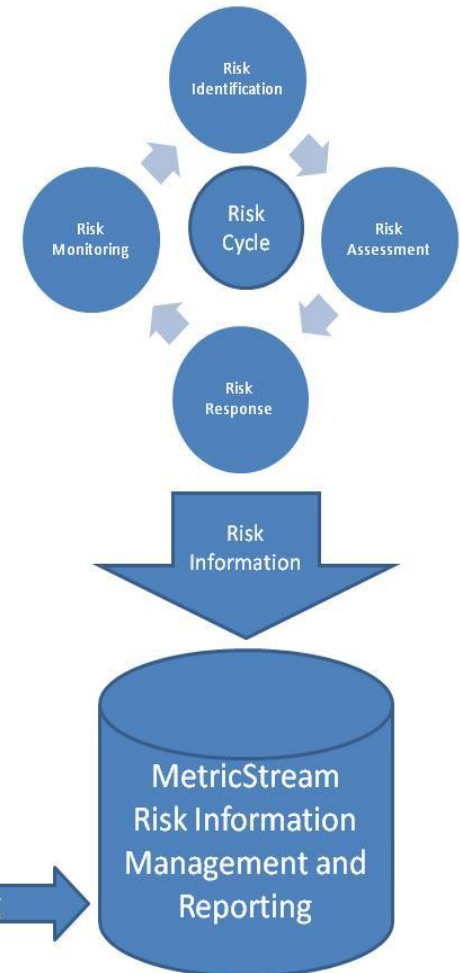 Risk
Identification
Risk
Monitoring
Risk
Cycle
Risk
Assessment
Risk
Response
Risk
Information
MetricStream
Risk Information
Management and
Reporting